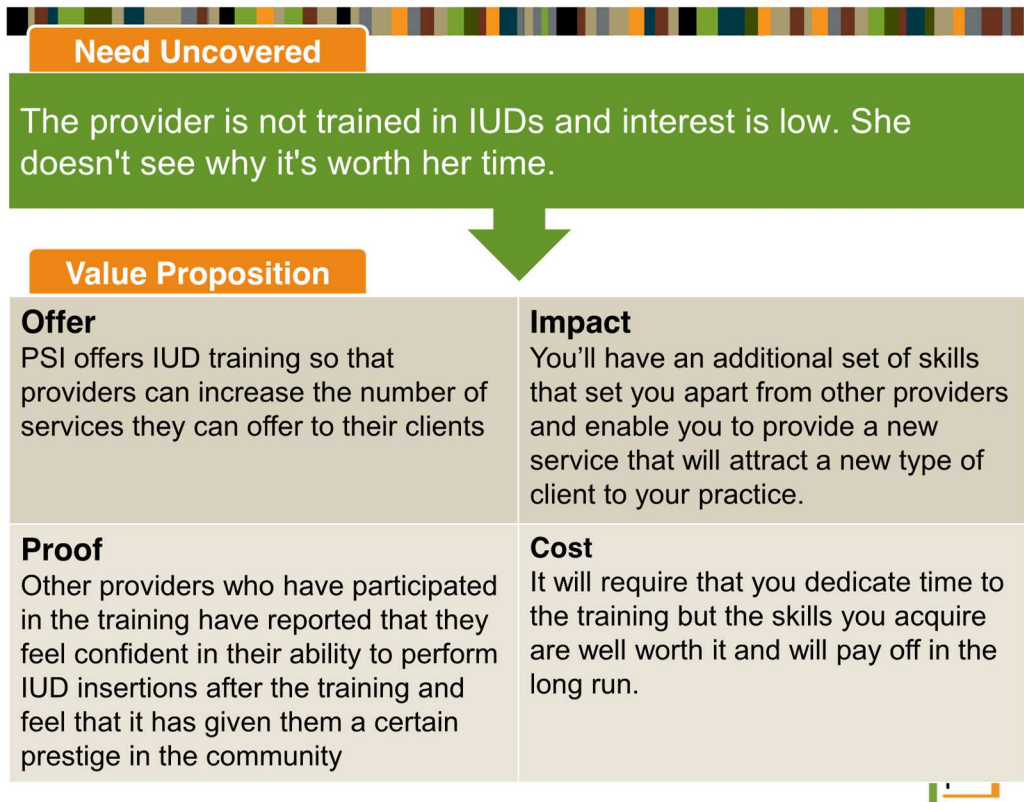 Need Uncovered
The provider is not trained in IUDs and interest is low. She
doesn't see why it's worth her time.
Value Proposition
Offer
PSI offers IUD training so that
providers can increase the number of
services they can offer to their clients
Impact
You'll have an additional set of skills
that set you apart from other providers
and enable you to provide a new
service that will attract a new type of
client to your practice.
Proof
Other providers who have participated
in the training have reported that they
feel confident in their ability to perform
IUD insertions after the training and
feel that it has given them a certain
prestige in the community
Cost
It will require that you dedicate time to
the training but the skills you acquire
are well worth it and will pay off in the
long run.